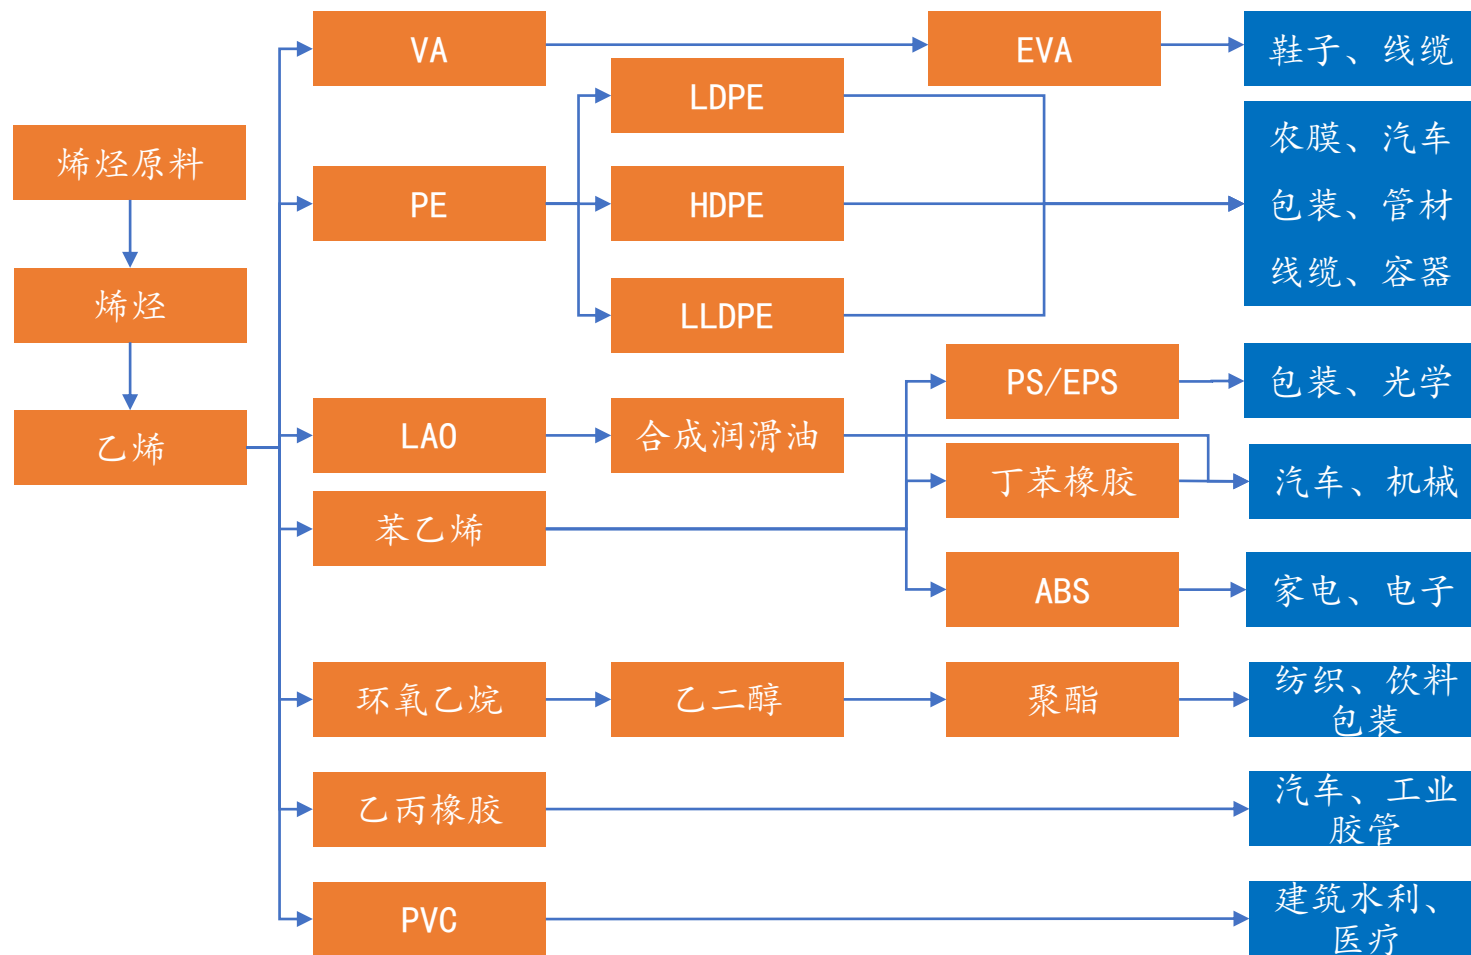 VA
EVA
鞋子、线缆
烯烃原料
烯烃
乙烯
PE
LDPE
HDPE
LLDPE
农膜、汽车
包装、管材
线缆、容器
LAO
合成润滑油
苯乙烯
PS/EPS
包装、光学
丁苯橡胶
汽车、机械
ABS
家电、电子
环氧乙烷
乙二醇
聚酯
纺织、饮料
包装
乙丙橡胶
汽车、工业
胶管
PVC
建筑水利、
医疗